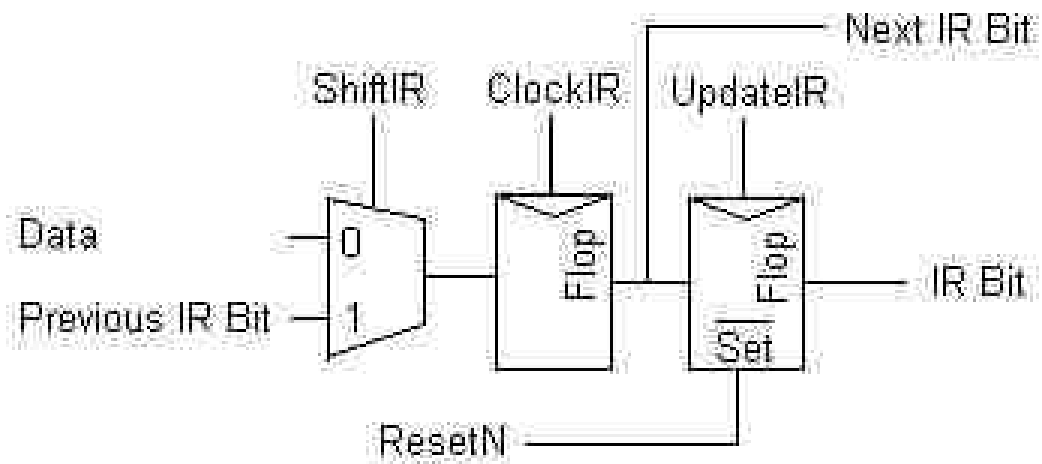 Next IR Bit
ShiftIR
ClockIR
UpdateIR
Data
0
Flop
Flop
IR Bit
Previous IR Bit
1
Set
ResetN